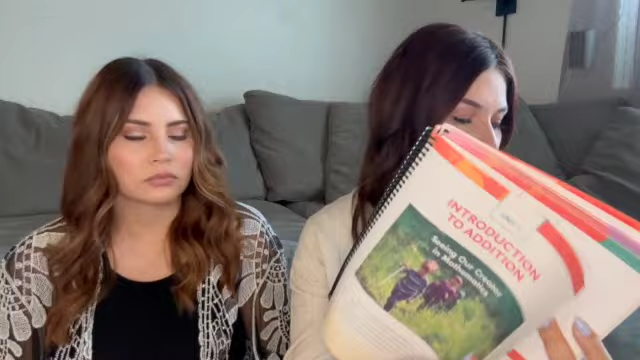 INTRODUCTION
TO ADDITION
Seeing Our Creator
in Mathematics